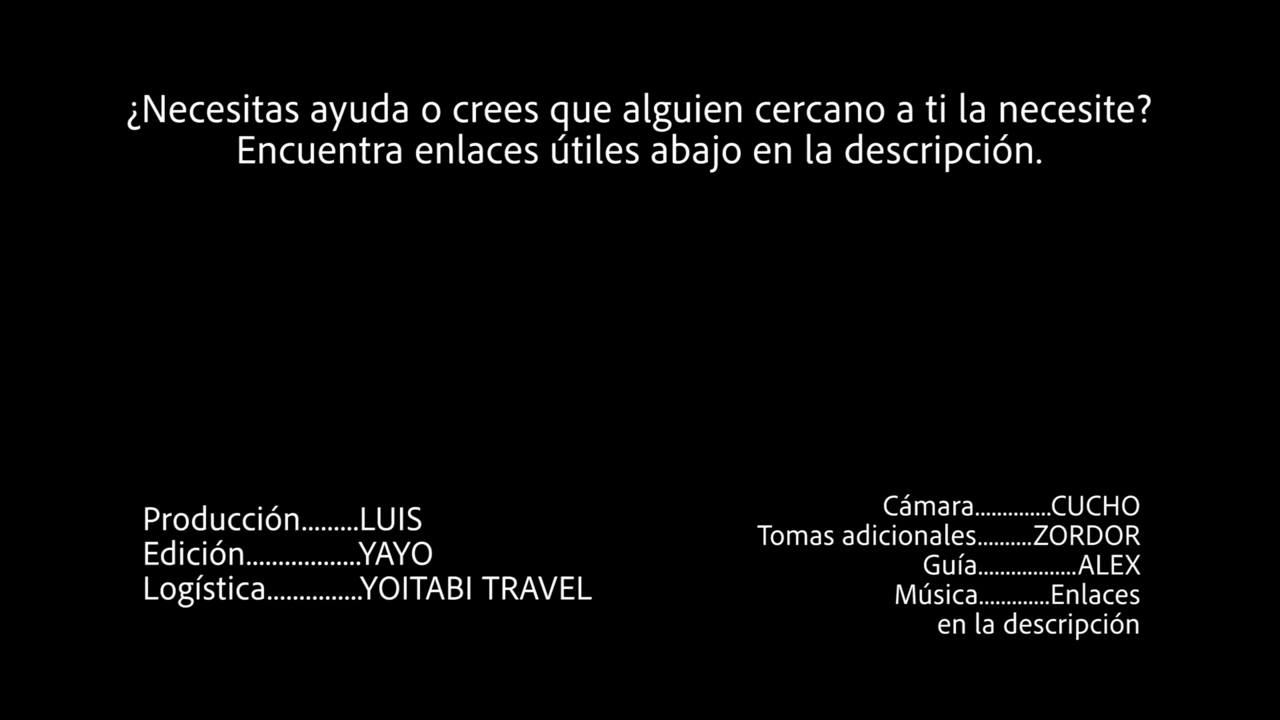 ¿Necesitas ayuda o crees que alguien cercano a ti la necesite?
Encuentra enlaces útiles abajo en la descripción.
Producción.........LUIS
Edición..................YAYO
Logística...............YOITABI TRAVEL
Cámara.............CUCHO
Tomas adicionales.........ZORDOR
Guía.................ALEX
Música............Enlaces
en la descripción